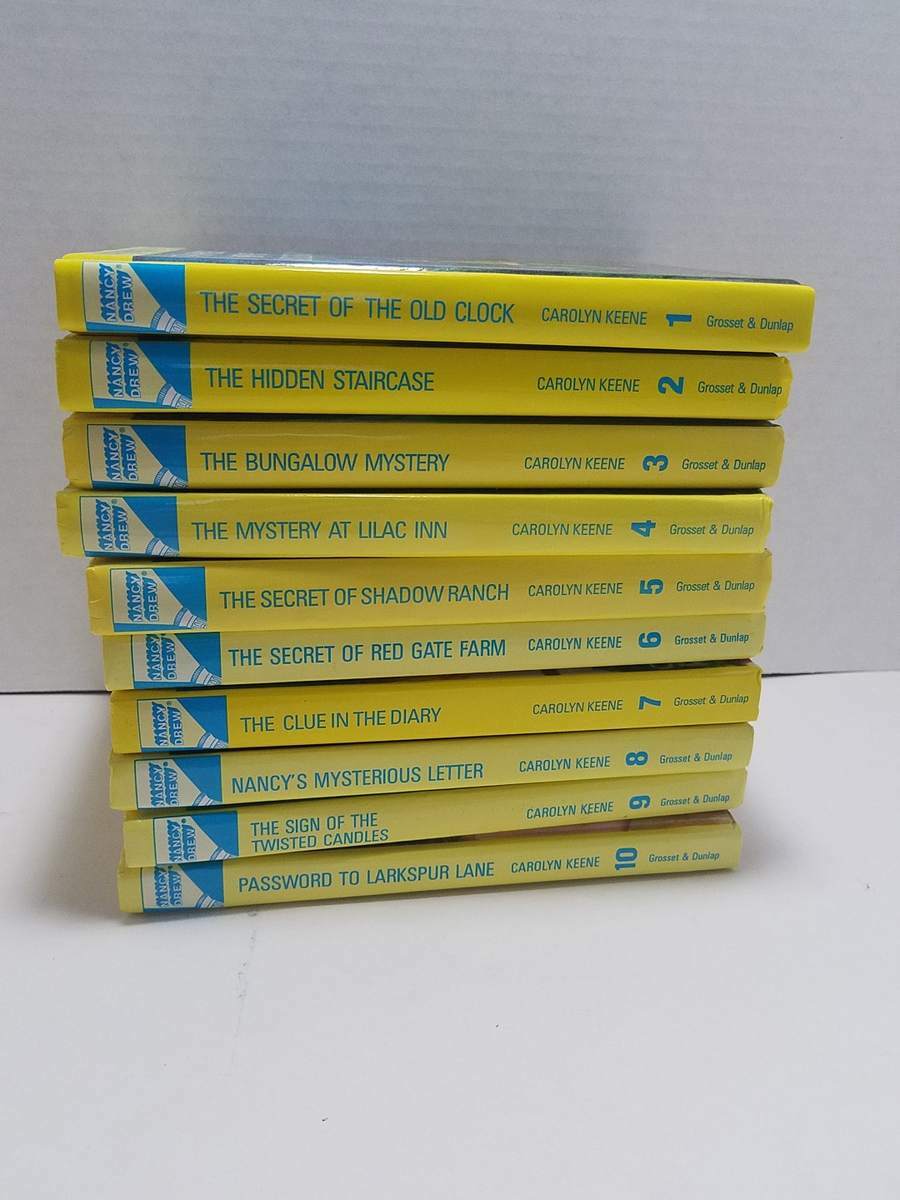 NANCY DREW® THE SECRET OF THE OLD CLOCK CAROLYN KEENE 1 Grosset & Dunlap
NANCY DREW® THE HIDDEN STAIRCASE CAROLYN KEENE 2 Grosset & Dunlap
NANCY DREW® THE BUNGALOW MYSTERY CAROLYN KEENE 3 Grosset & Dunlap
NANCY DREW® THE MYSTERY AT LILAC INN CAROLYN KEENE 4 Grosset & Dunlap
NANCY DREW® THE SECRET OF SHADOW RANCH CAROLYN KEENE 5 Grosset & Dunlap
NANCY DREW® THE SECRET OF RED GATE FARM CAROLYN KEENE 6 Grosset & Dunlap
NANCY DREW® THE CLUE IN THE DIARY CAROLYN KEENE 7 Grosset & Dunlap
NANCY DREW® NANCY'S MYSTERIOUS LETTER CAROLYN KEENE 8 Grosset & Dunlap
NANCY DREW® THE SIGN OF THE
TWISTED CANDLES CAROLYN KEENE 9 Grosset & Dunlap
NANCY DREW® PASSWORD TO LARKSPUR LANE CAROLYN KEENE 10 Grosset & Dunlap